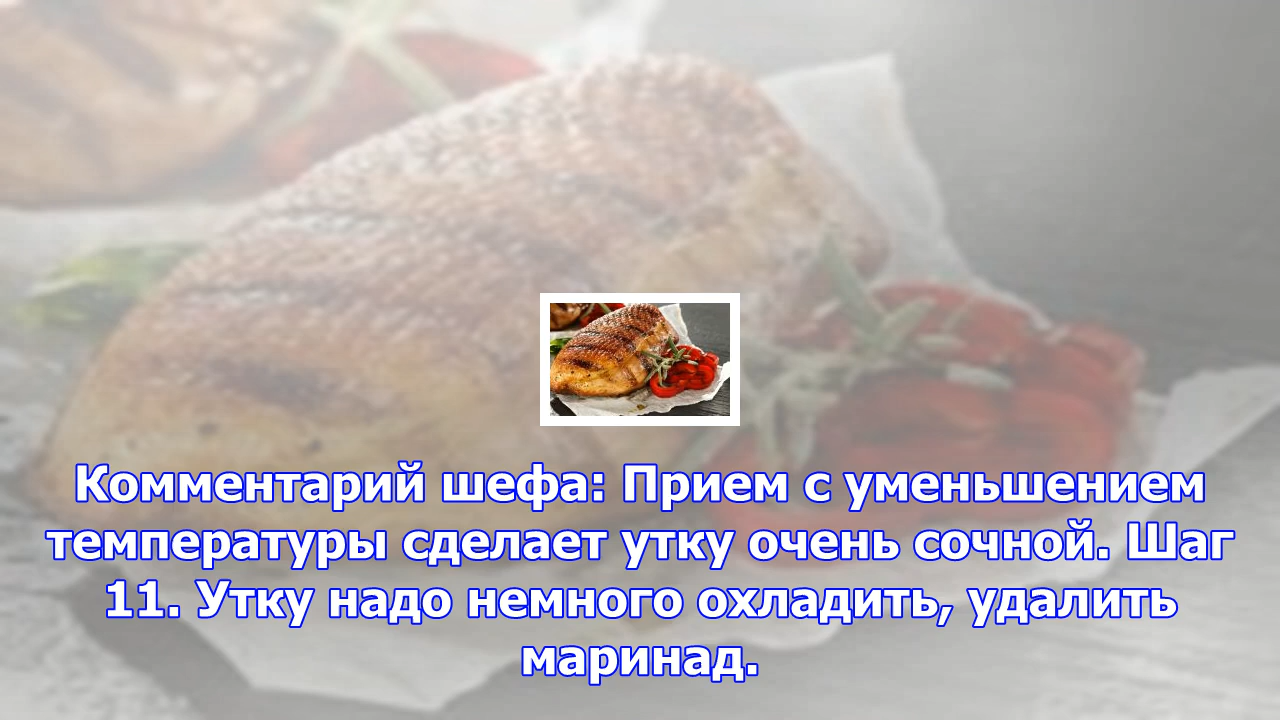 Комментарий шефа: Прием с уменьшением
температуры сделает утку очень сочной. Шаг
11. Утку надо немного охладить, удалить
маринад.